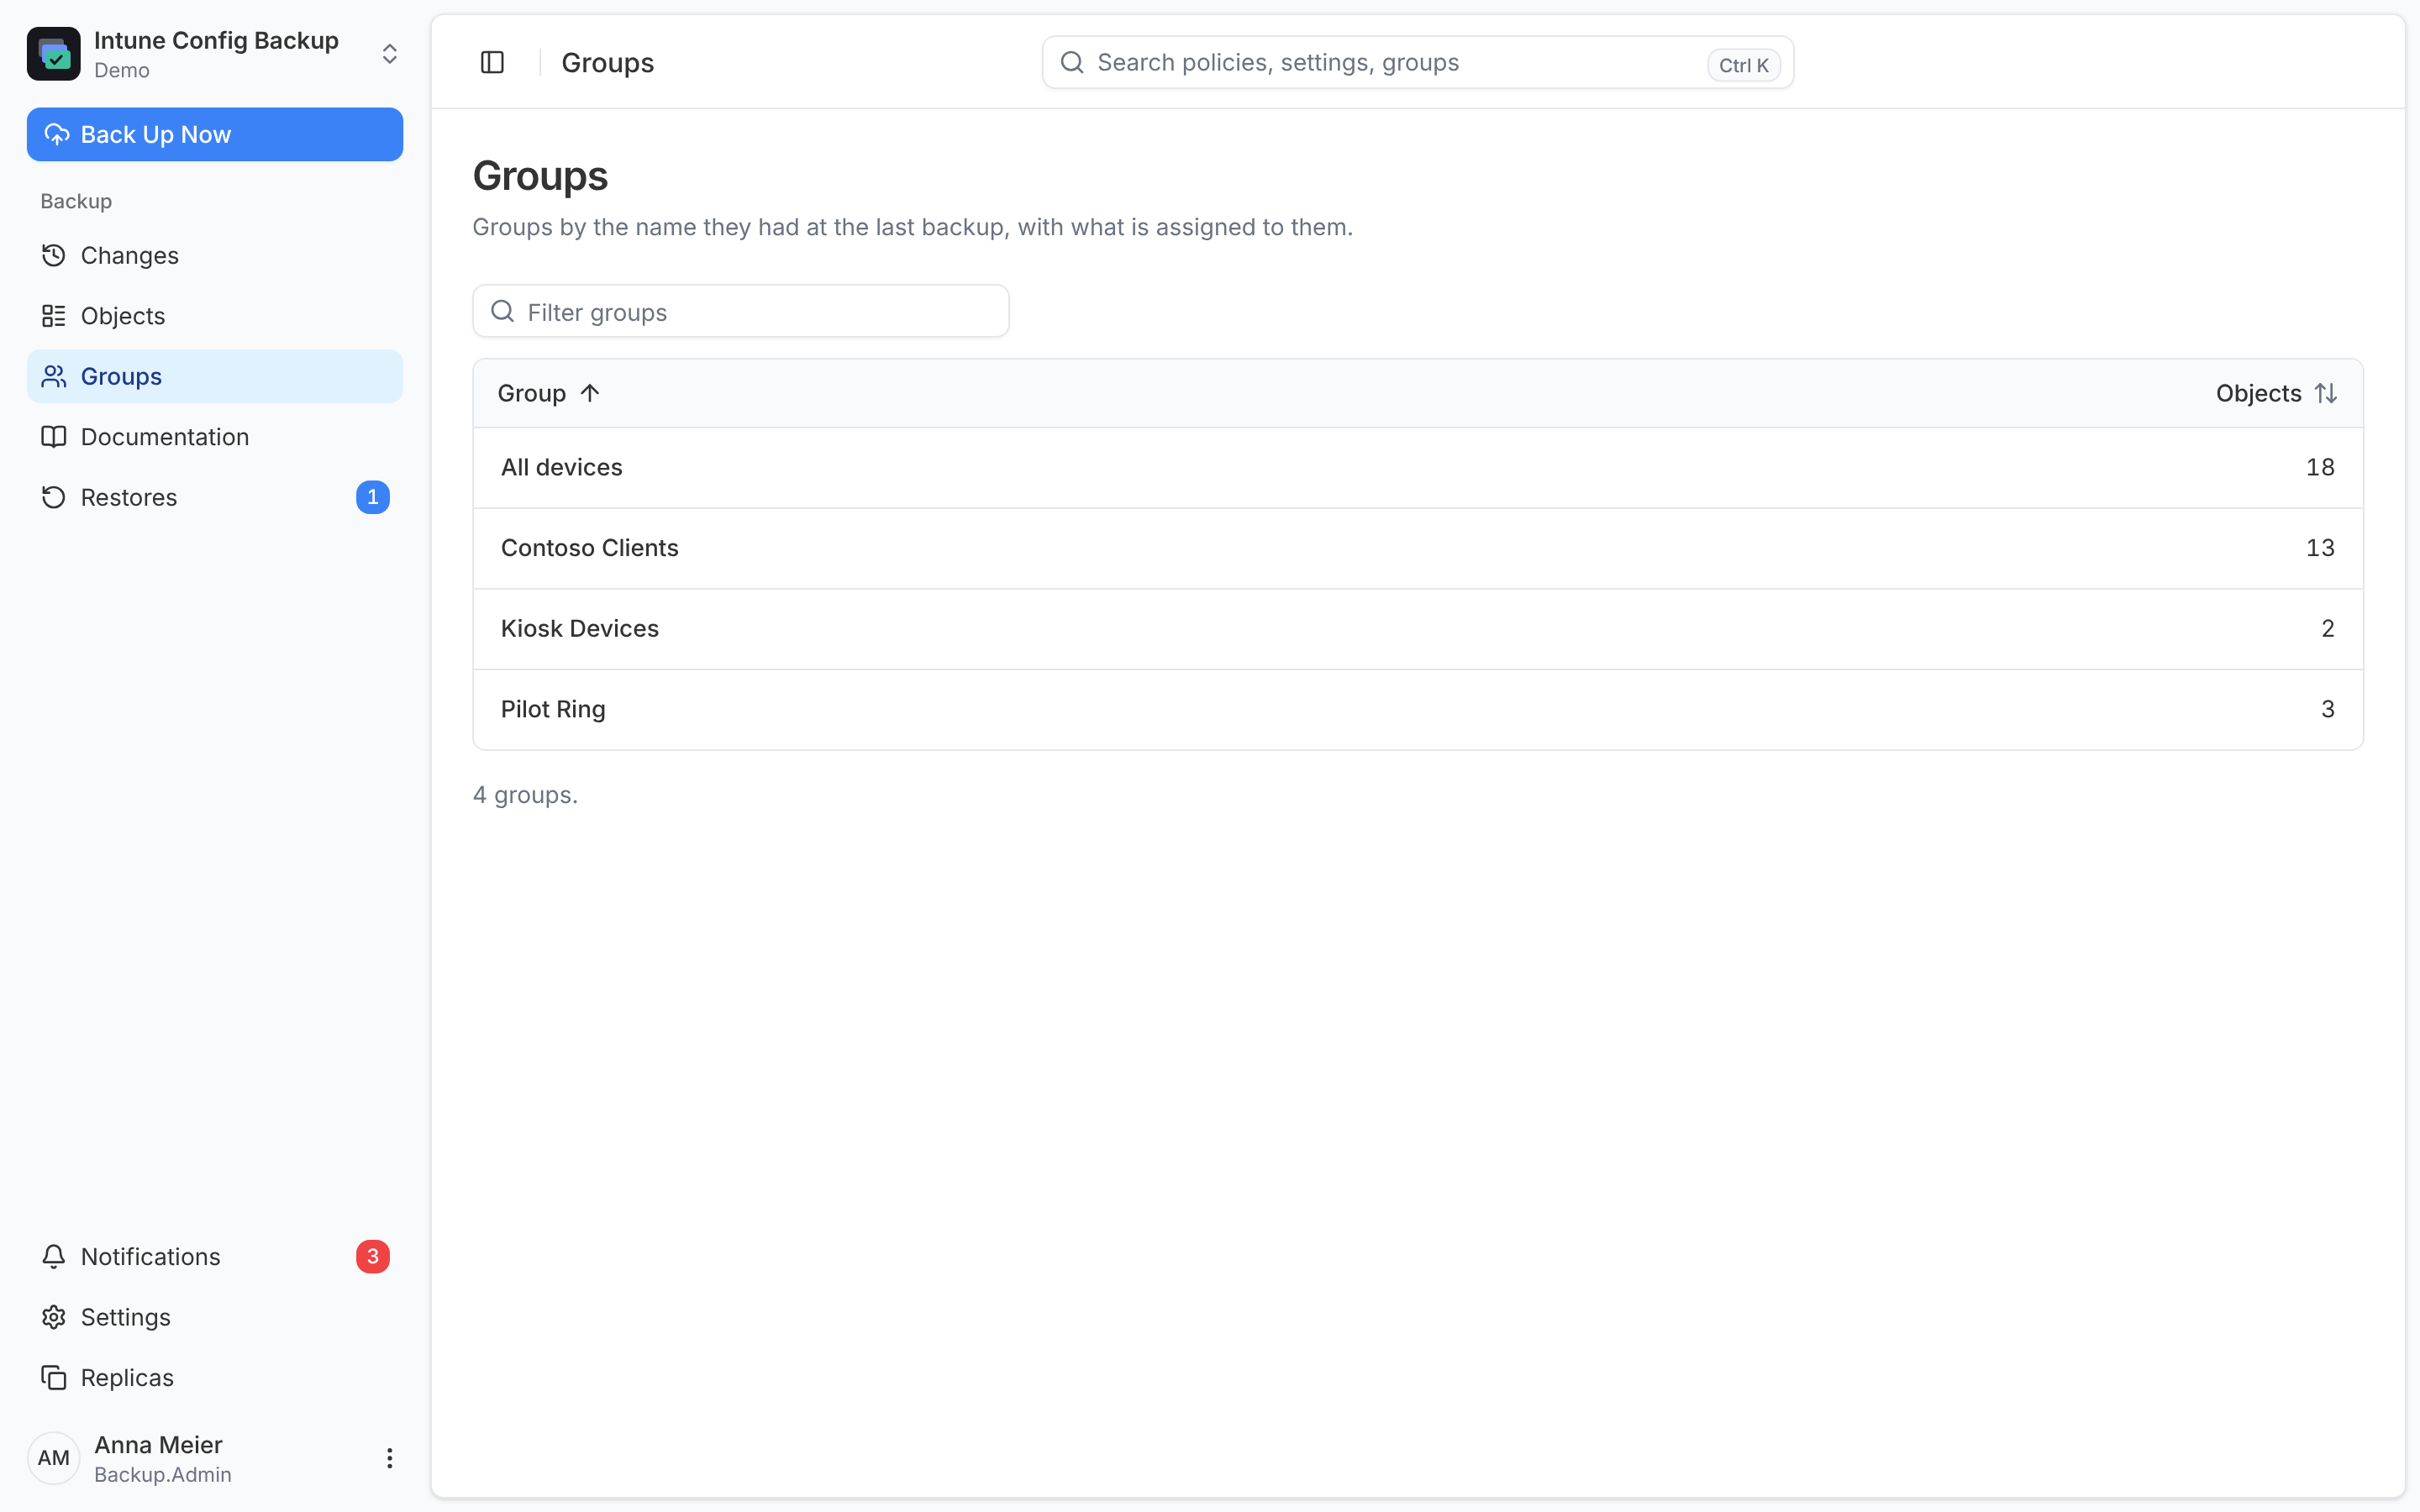 Intune Config Backup
Demo
Back Up Now
Backup
Changes
Objects
Groups
Documentation
Restores
1
Notifications
3
Settings
Replicas
AM
Anna Meier
Backup.Admin
Groups
Search policies, settings, groups
Ctrl K
Groups
Groups by the name they had at the last backup, with what is assigned to them.
Filter groups
Group
Objects
All devices
18
Contoso Clients
13
Kiosk Devices
2
Pilot Ring
3
4 groups.